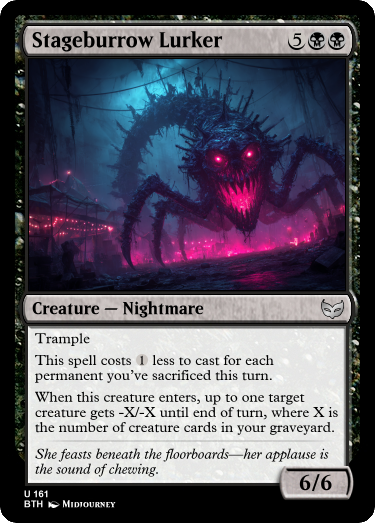 Stageburrow Lurker 5
Creature — Nightmare
Trample
This spell costs 1 less to cast for each
permanent you've sacrificed this turn.
When this creature enters, up to one target
creature gets -X/-X until end of turn, where X is
the number of creature cards in your graveyard.
She feasts beneath the floorboards—her applause is
the sound of chewing.
6/6
U 161
BTH Midjourney